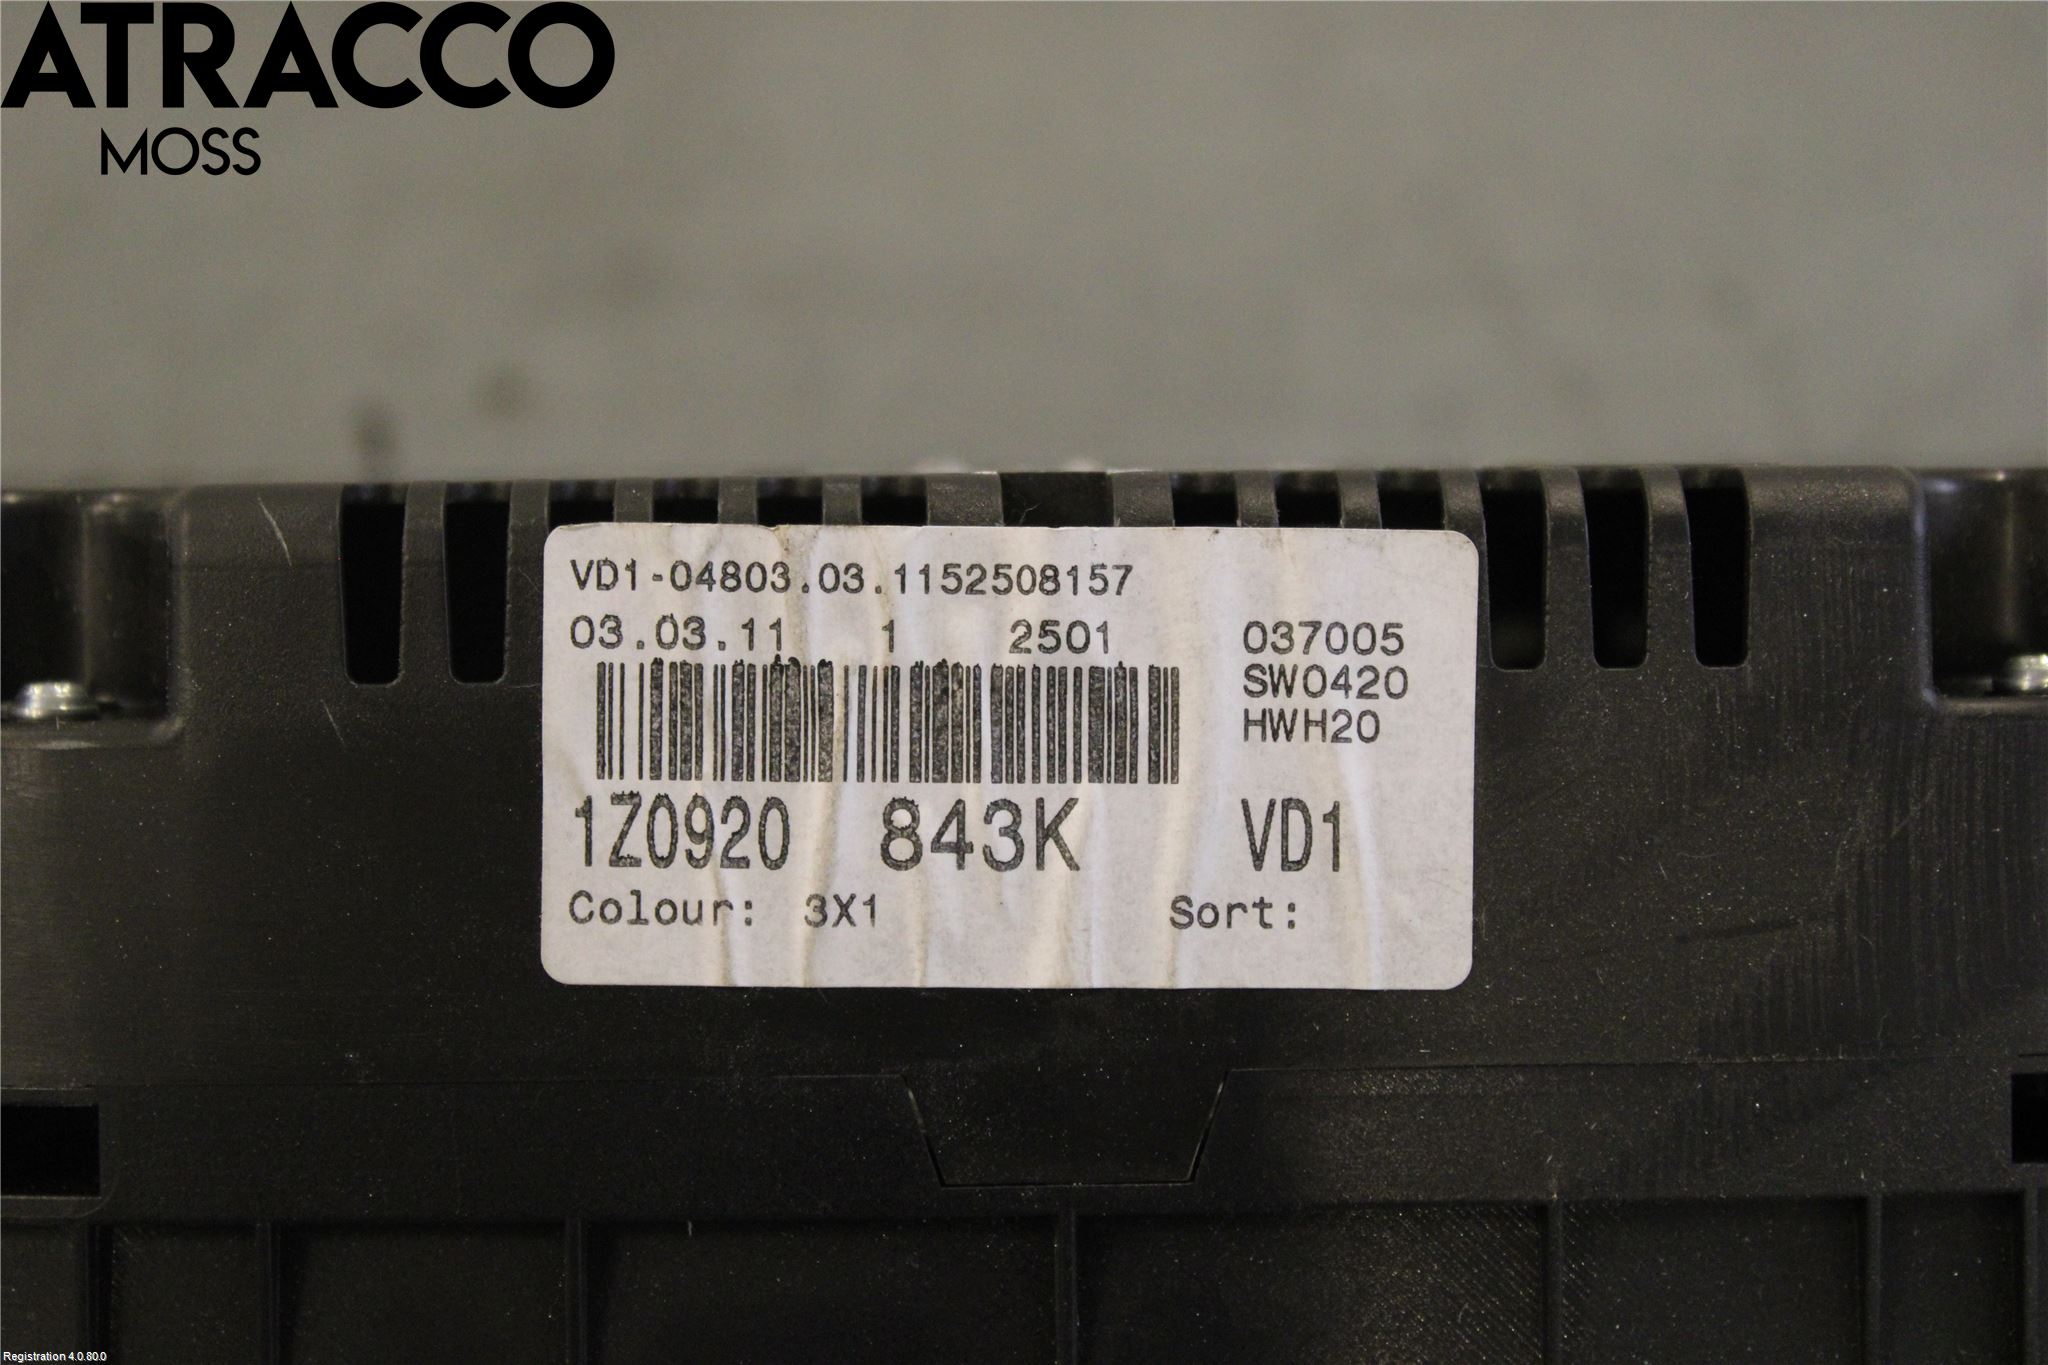 ATRACCO
MOSS
VD1-04803.03.1152508157
03.03.11 1 2501 037005
SW0420
HWH20
1Z0920 843K VD1
Colour: 3X1 Sort:
Registration 4.0.80.0